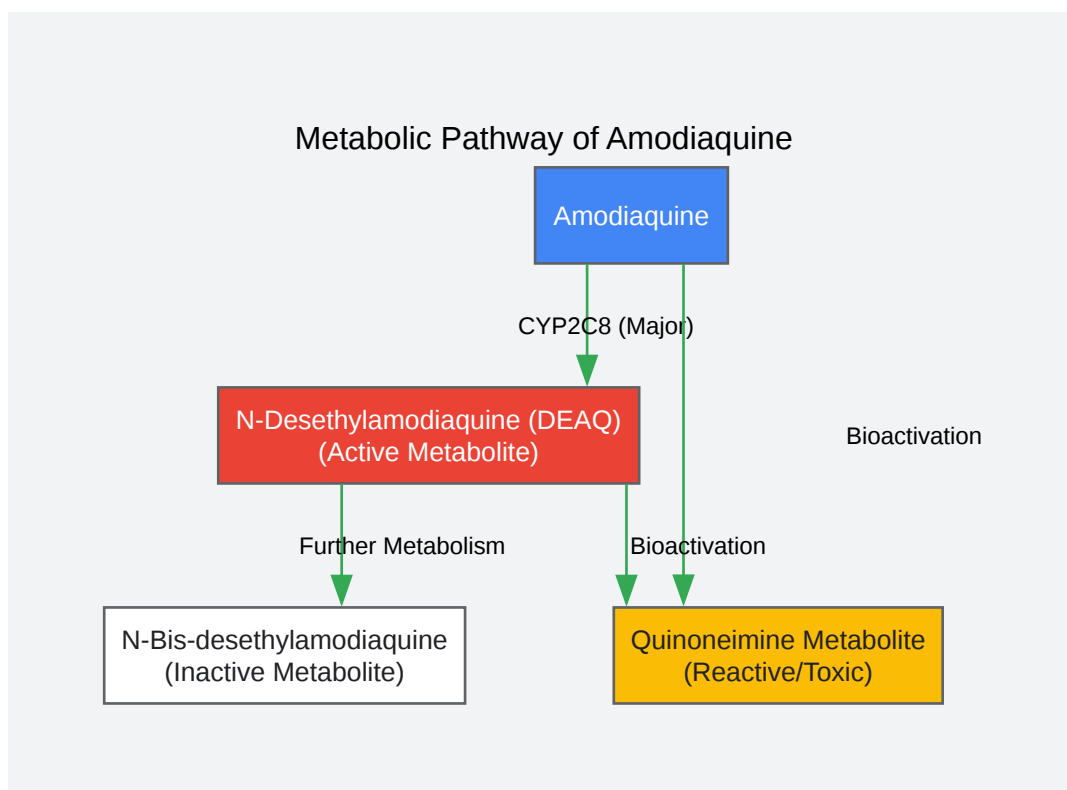 Metabolic Pathway of Amodiaquine
Amodiaquine
CYP2C8 (Major)
N-Desethylamodiaquine (DEAQ)
(Active Metabolite)
Bioactivation
Further Metabolism
Bioactivation
N-Bis-desethylamodiaquine
(Inactive Metabolite)
Quinoneimine Metabolite
(Reactive/Toxic)